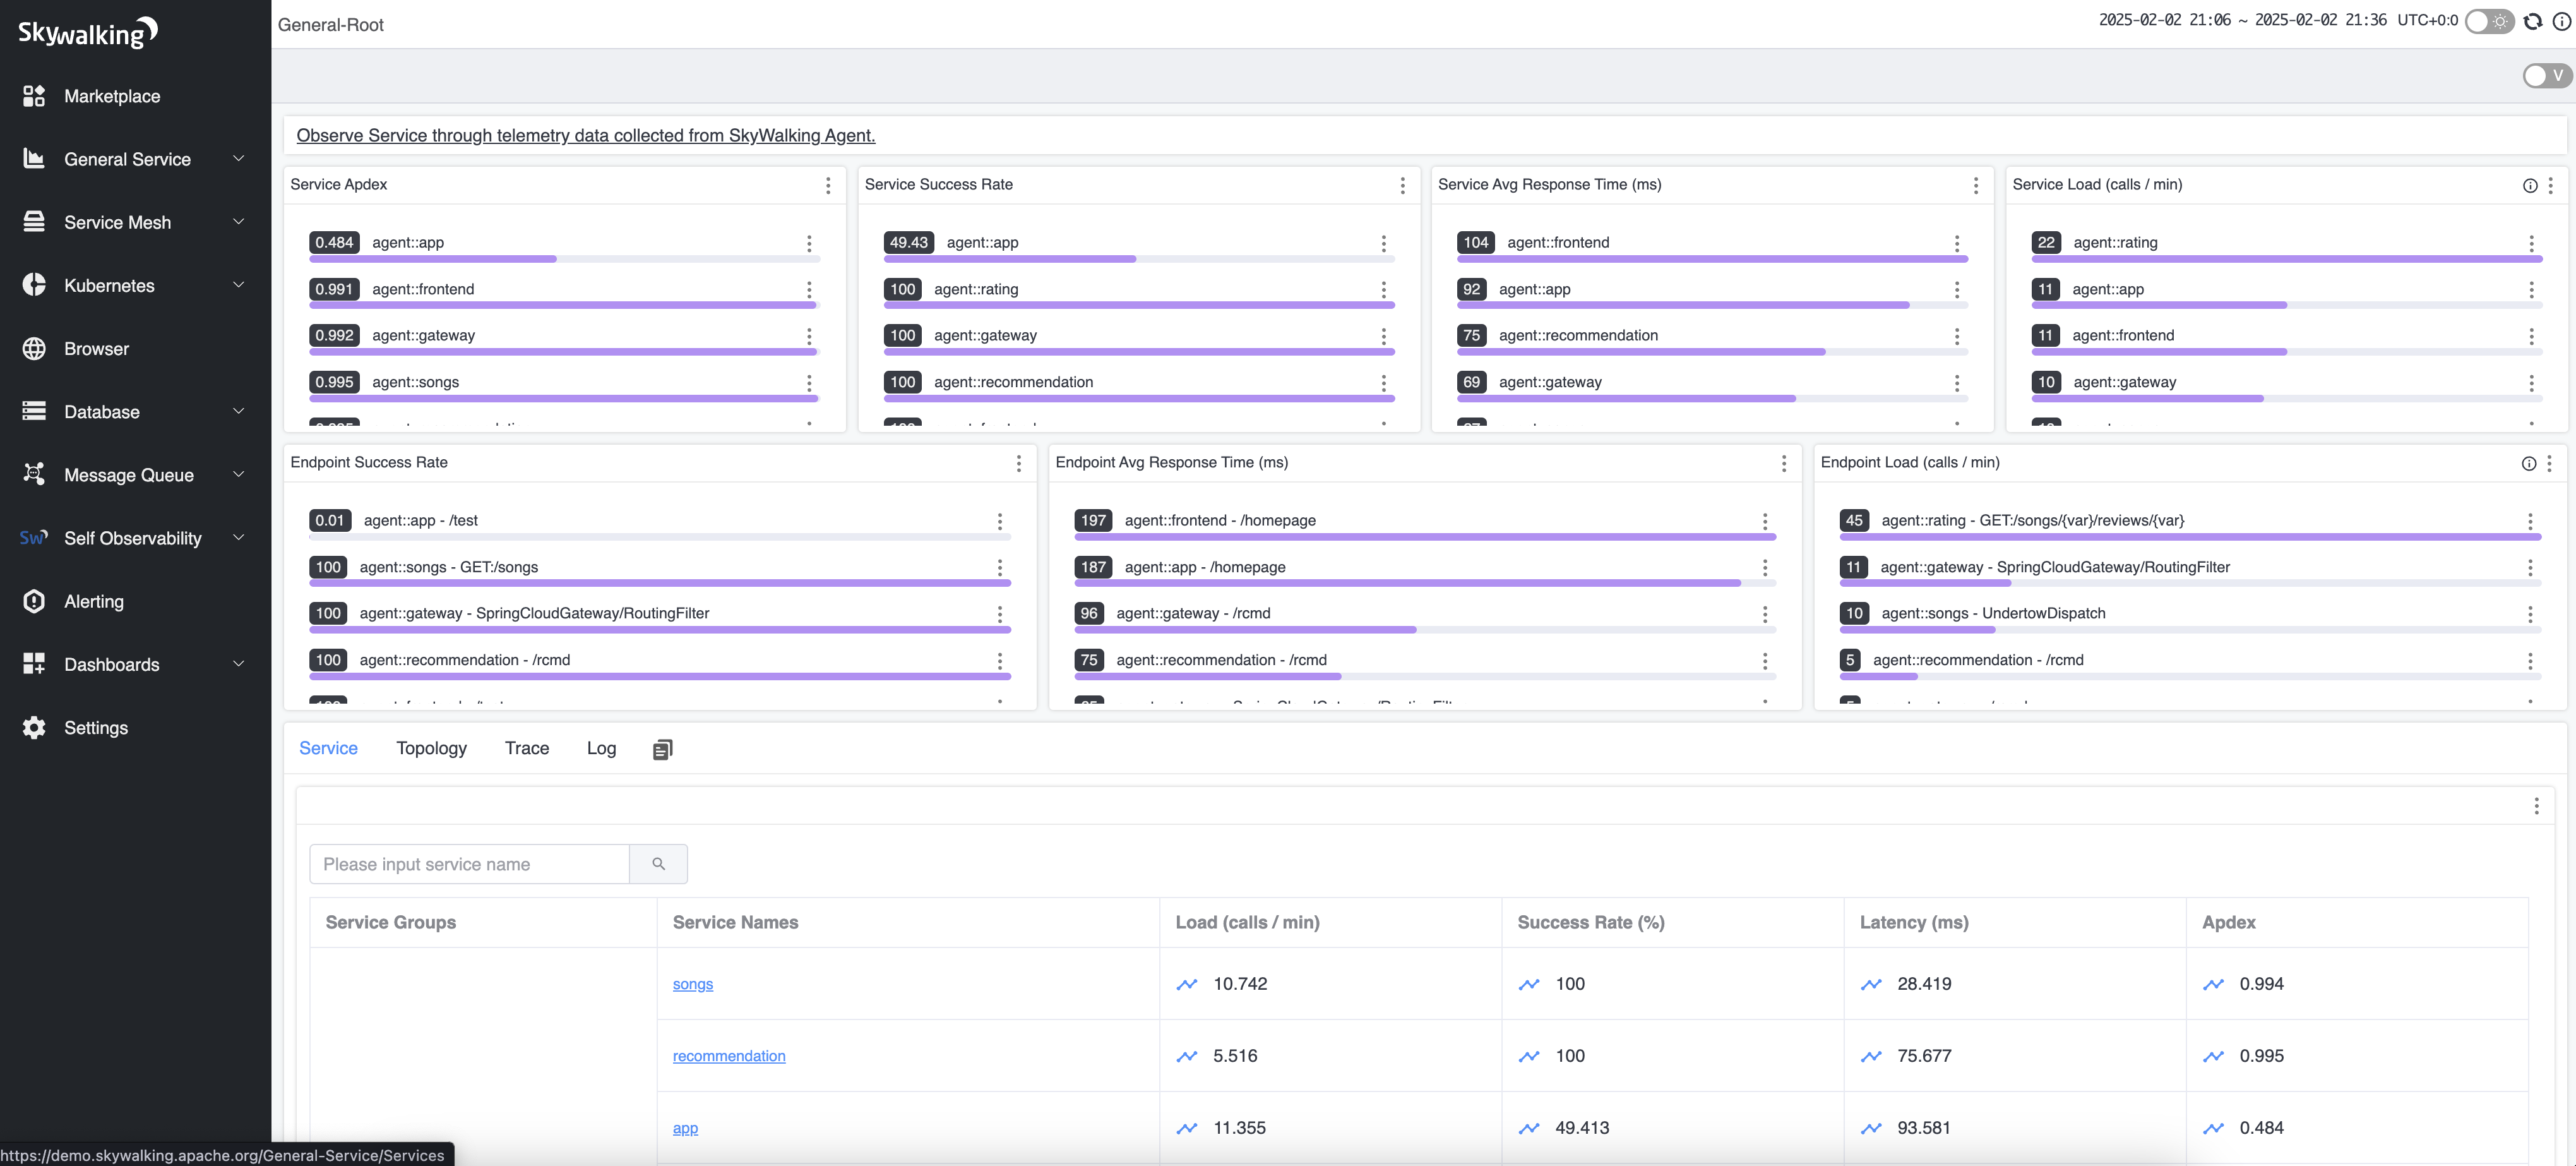 Skywalking
General-Root
2025-02-02 21:06 ~ 2025-02-02 21:36 UTC+0:0
V
Marketplace
General Service
Service Mesh
Kubernetes
Browser
Database
Message Queue
Self Observability
Alerting
Dashboards
Settings
Observe Service through telemetry data collected from SkyWalking Agent.
Service Apdex
0.484 agent::app
0.991 agent::frontend
0.992 agent::gateway
0.995 agent::songs
Service Success Rate
49.43 agent::app
100 agent::rating
100 agent::gateway
100 agent::recommendation
Service Avg Response Time (ms)
104 agent::frontend
92 agent::app
75 agent::recommendation
69 agent::gateway
Service Load (calls / min)
22 agent::rating
11 agent::app
11 agent::frontend
10 agent::gateway
Endpoint Success Rate
0.01 agent::app - /test
100 agent::songs - GET:/songs
100 agent::gateway - SpringCloudGateway/RoutingFilter
100 agent::recommendation - /rcmd
Endpoint Avg Response Time (ms)
197 agent::frontend - /homepage
187 agent::app - /homepage
96 agent::gateway - /rcmd
75 agent::recommendation - /rcmd
Endpoint Load (calls / min)
45 agent::rating - GET:/songs/{var}/reviews/{var}
11 agent::gateway - SpringCloudGateway/RoutingFilter
10 agent::songs - UndertowDispatch
5 agent::recommendation - /rcmd
Service Topology Trace Log
Please input service name
Service Groups Service Names Load (calls / min) Success Rate (%) Latency (ms) Apdex
songs 10.742 100 28.419 0.994
recommendation 5.516 100 75.677 0.995
app 11.355 49.413 93.581 0.484
https://demo.skywalking.apache.org/General-Service/Services